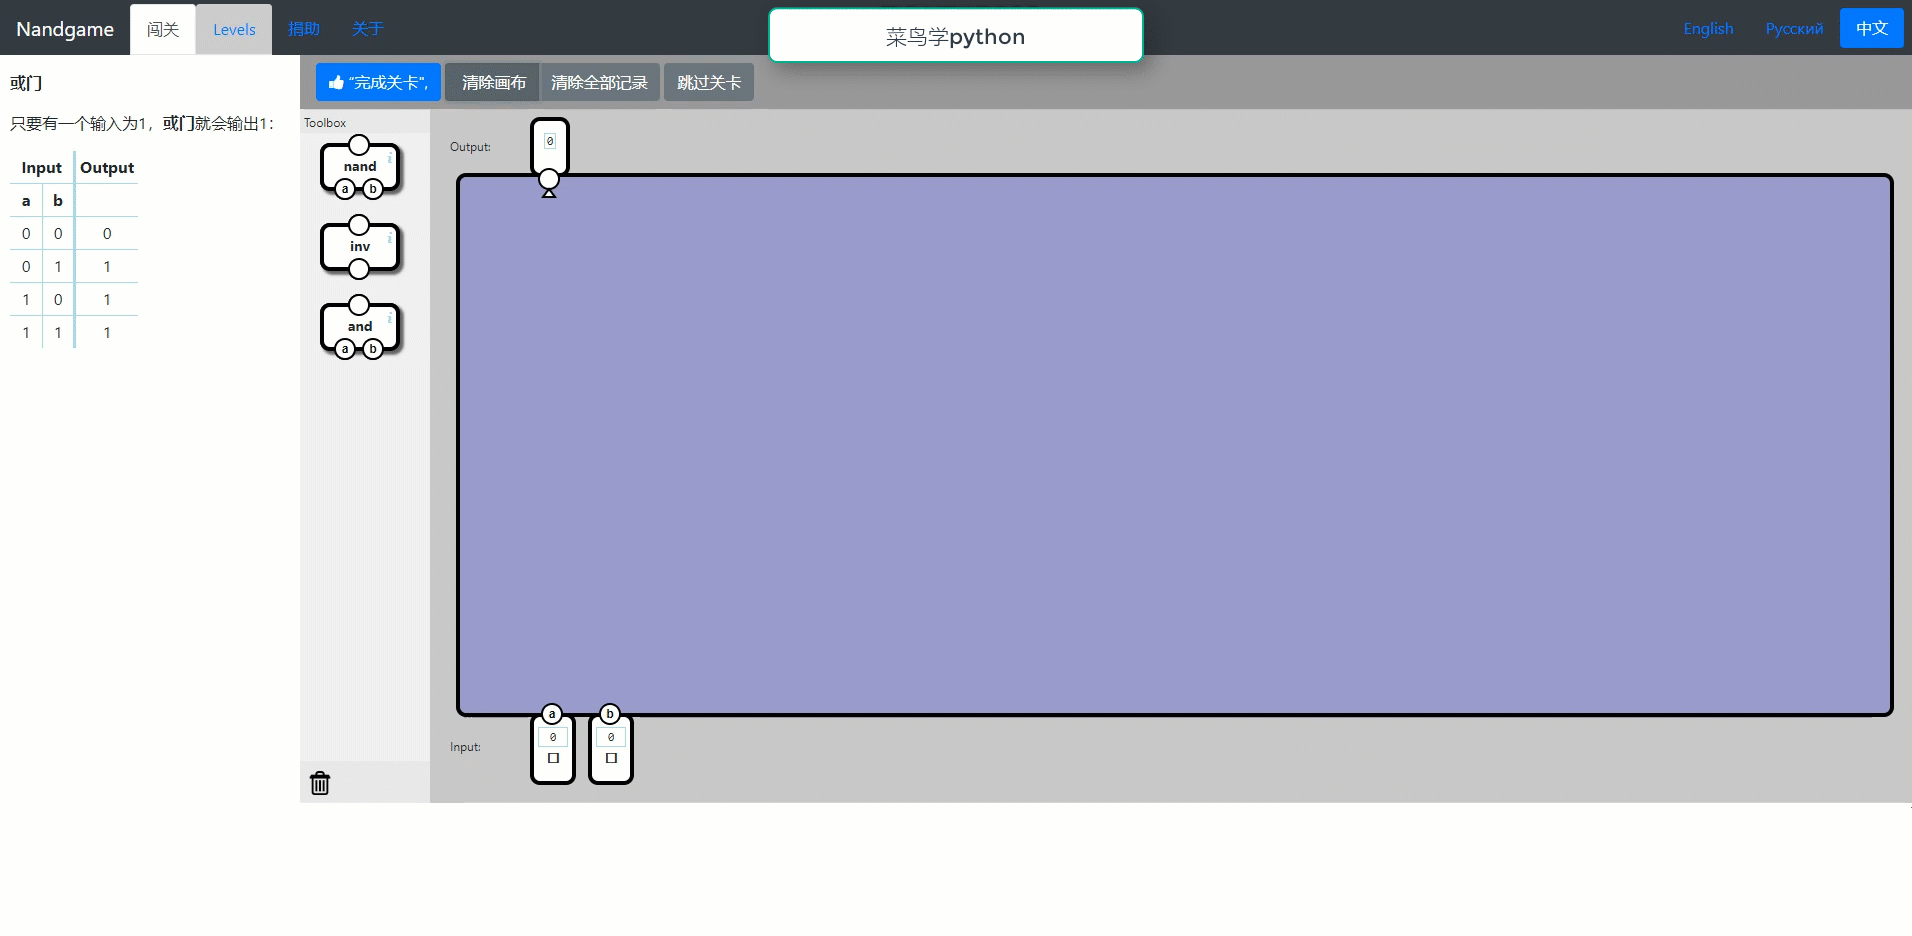 Nandgame 闯关 Levels 捐助 关于
菜鸟学python
English Русский 中文
或门
只要有一个输入为1，或门就会输出1：
Input Output
a b
0 0 0
0 1 1
1 0 1
1 1 1
“完成关卡”, 清除画布 清除全部记录 跳过关卡
Toolbox
nand
a b
inv
and
a b
Output:
0
a b
Input:
0 0